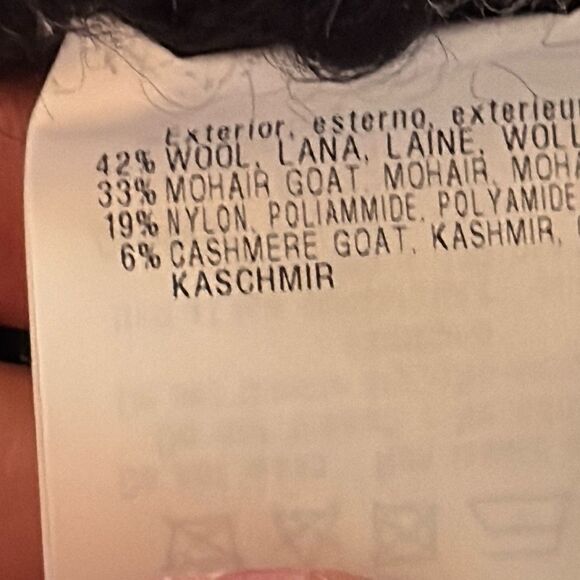 Exterior, esterno, exterieu
42% WOOL, LANA, LAINE, WOLL
33% MOHAIR GOAT, MOHAIR, MOHA
19% NYLON, POLIAMMIDE, POLYAMIDE
6% CASHMERE GOAT, KASHMIR,
KASCHMIR